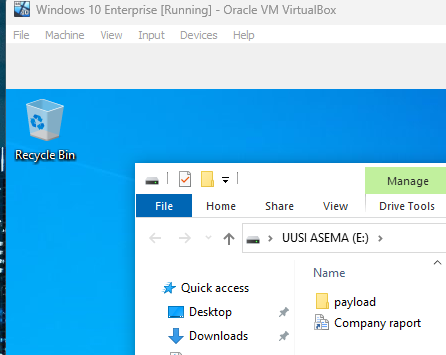 Windows 10 Enterprise [Running] - Oracle VM VirtualBox
File Machine View Input Devices Help
Recycle Bin
Manage
File Home Share View Drive Tools
UUSI ASEMA (E:)
Name
Quick access
payload
Desktop
Company raport
Downloads